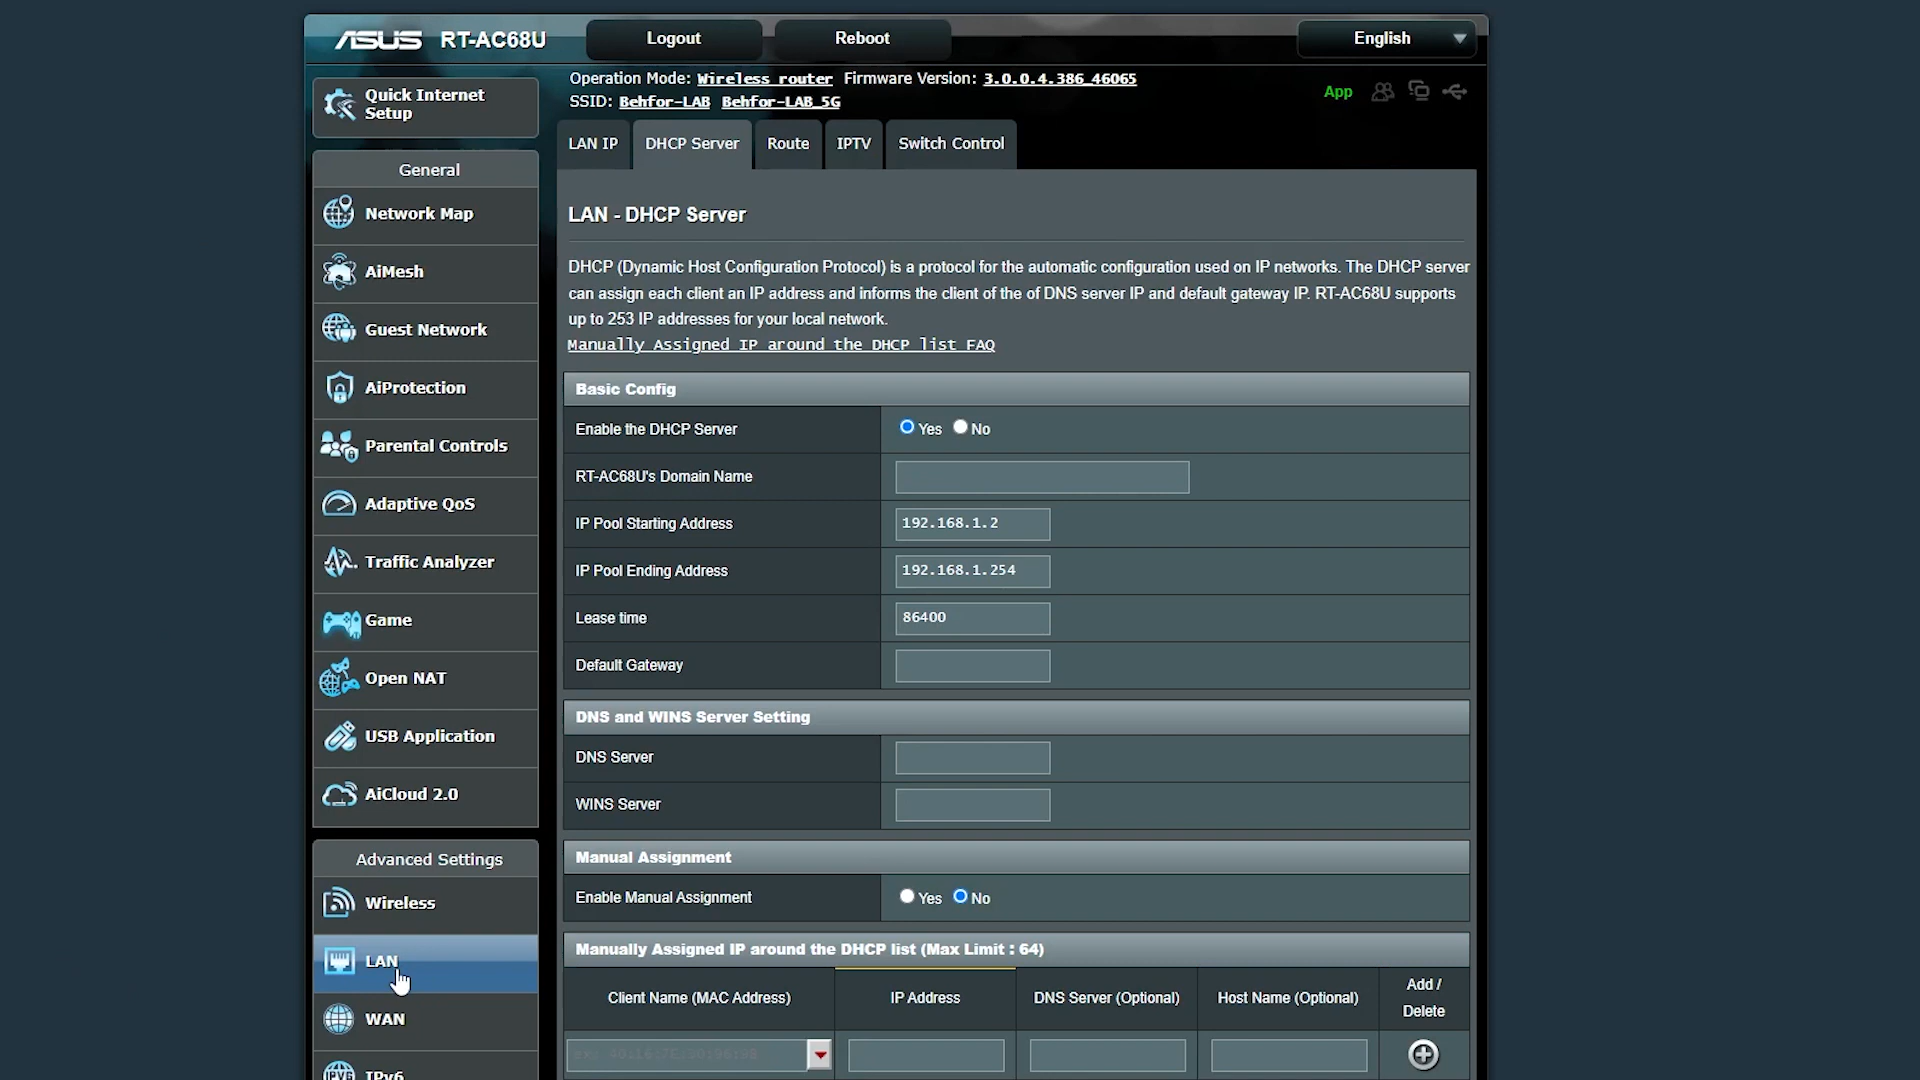 ASUS RT-AC68U
Logout
Reboot
English
Operation Mode: Wireless router Firmware Version: 3.0.0.4.386_46065
SSID: Behfor-LAB Behfor-LAB_5G
App
Quick Internet
Setup
General
Network Map
AiMesh
Guest Network
AiProtection
Parental Controls
Adaptive QoS
Traffic Analyzer
Game
Open NAT
USB Application
AiCloud 2.0
Advanced Settings
Wireless
LAN
WAN
IPv6
LAN IP
DHCP Server
Route
IPTV
Switch Control
LAN - DHCP Server
DHCP (Dynamic Host Configuration Protocol) is a protocol for the automatic configuration used on IP networks. The DHCP server
can assign each client an IP address and informs the client of the of DNS server IP and default gateway IP. RT-AC68U supports
up to 253 IP addresses for your local network.
Manually Assigned IP around the DHCP list FAQ
Basic Config
Enable the DHCP Server Yes No
RT-AC68U's Domain Name
IP Pool Starting Address 192.168.1.2
IP Pool Ending Address 192.168.1.254
Lease time 86400
Default Gateway
DNS and WINS Server Setting
DNS Server
WINS Server
Manual Assignment
Enable Manual Assignment Yes No
Manually Assigned IP around the DHCP list (Max Limit : 64)
Client Name (MAC Address)
IP Address
DNS Server (Optional)
Host Name (Optional)
Add /
Delete